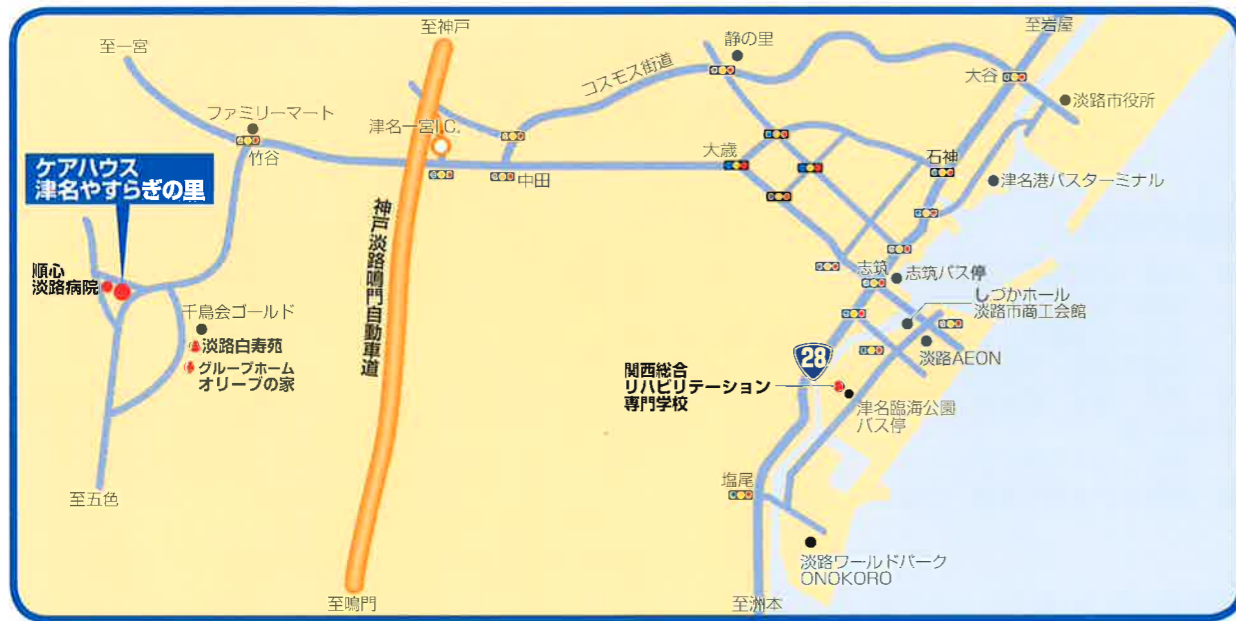 至神戸
至岩屋
至一宮
静の里
コスモス街道
大谷
淡路市役所
ファミリーマート
津名一宮I.C.
竹谷
大歳
石神
中田
津名港バスターミナル
ケアハウス
津名やすらぎの里
神戸淡路鳴門自動車道
順心
淡路病院
志筑
志筑バス停
しづかホール
淡路市商工会館
千鳥会ゴールド
淡路白寿苑
グループホーム
オリーブの家
淡路AEON
28
関西総合
リハビリテーション
専門学校
津名臨海公園
バス停
塩尾
至五色
淡路ワールドパーク
ONOKORO
至鳴門
至洲本